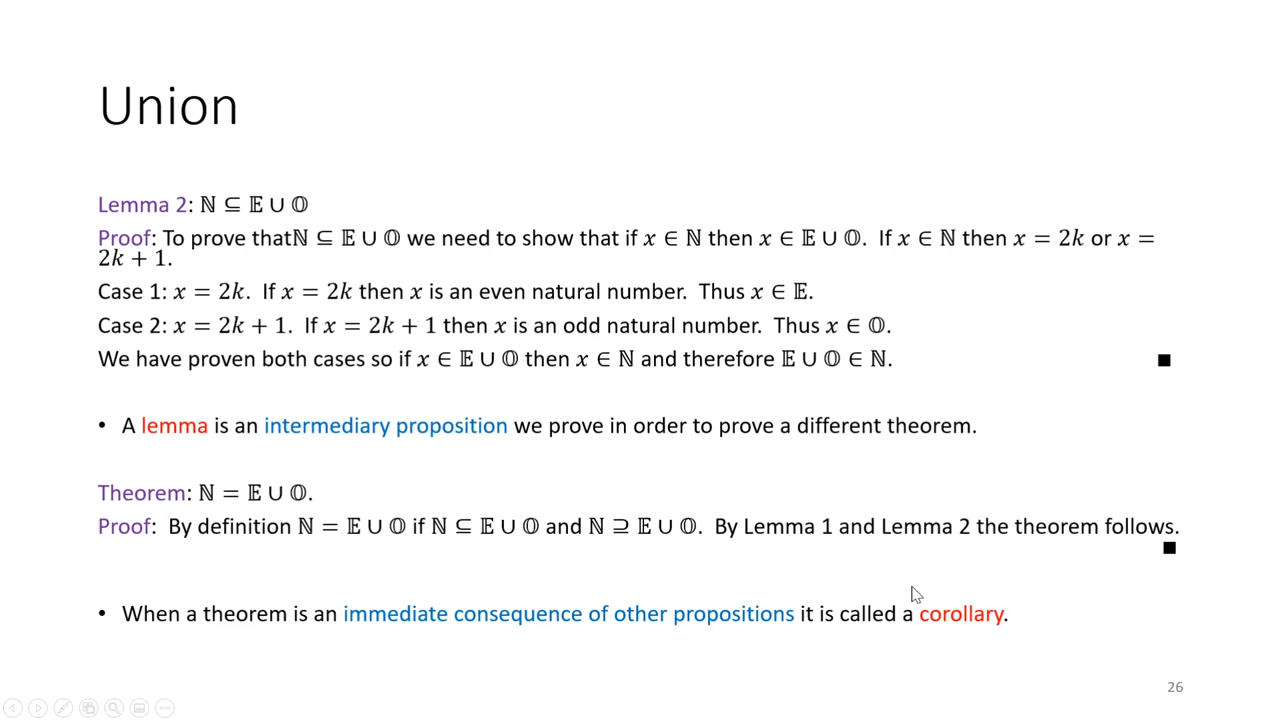 Union
Lemma 2: ℕ ⊆ 𝔼 ∪ 𝕆
Proof: To prove thatℕ ⊆ 𝔼 ∪ 𝕆 we need to show that if 𝑥 ∈ ℕ then 𝑥 ∈ 𝔼 ∪ 𝕆.  If 𝑥 ∈ ℕ then 𝑥 = 2𝑘 or 𝑥 =
2𝑘 + 1.
Case 1: 𝑥 = 2𝑘.  If 𝑥 = 2𝑘 then 𝑥 is an even natural number.  Thus 𝑥 ∈ 𝔼.
Case 2: 𝑥 = 2𝑘 + 1.  If 𝑥 = 2𝑘 + 1 then 𝑥 is an odd natural number.  Thus 𝑥 ∈ 𝕆.
We have proven both cases so if 𝑥 ∈ 𝔼 ∪ 𝕆 then 𝑥 ∈ ℕ and therefore 𝔼 ∪ 𝕆 ∈ ℕ. ■
• A lemma is an intermediary proposition we prove in order to prove a different theorem.
Theorem: ℕ = 𝔼 ∪ 𝕆.
Proof:  By definition ℕ = 𝔼 ∪ 𝕆 if ℕ ⊆ 𝔼 ∪ 𝕆 and ℕ ⊇ 𝔼 ∪ 𝕆.  By Lemma 1 and Lemma 2 the theorem follows.
■
• When a theorem is an immediate consequence of other propositions it is called a corollary.
26